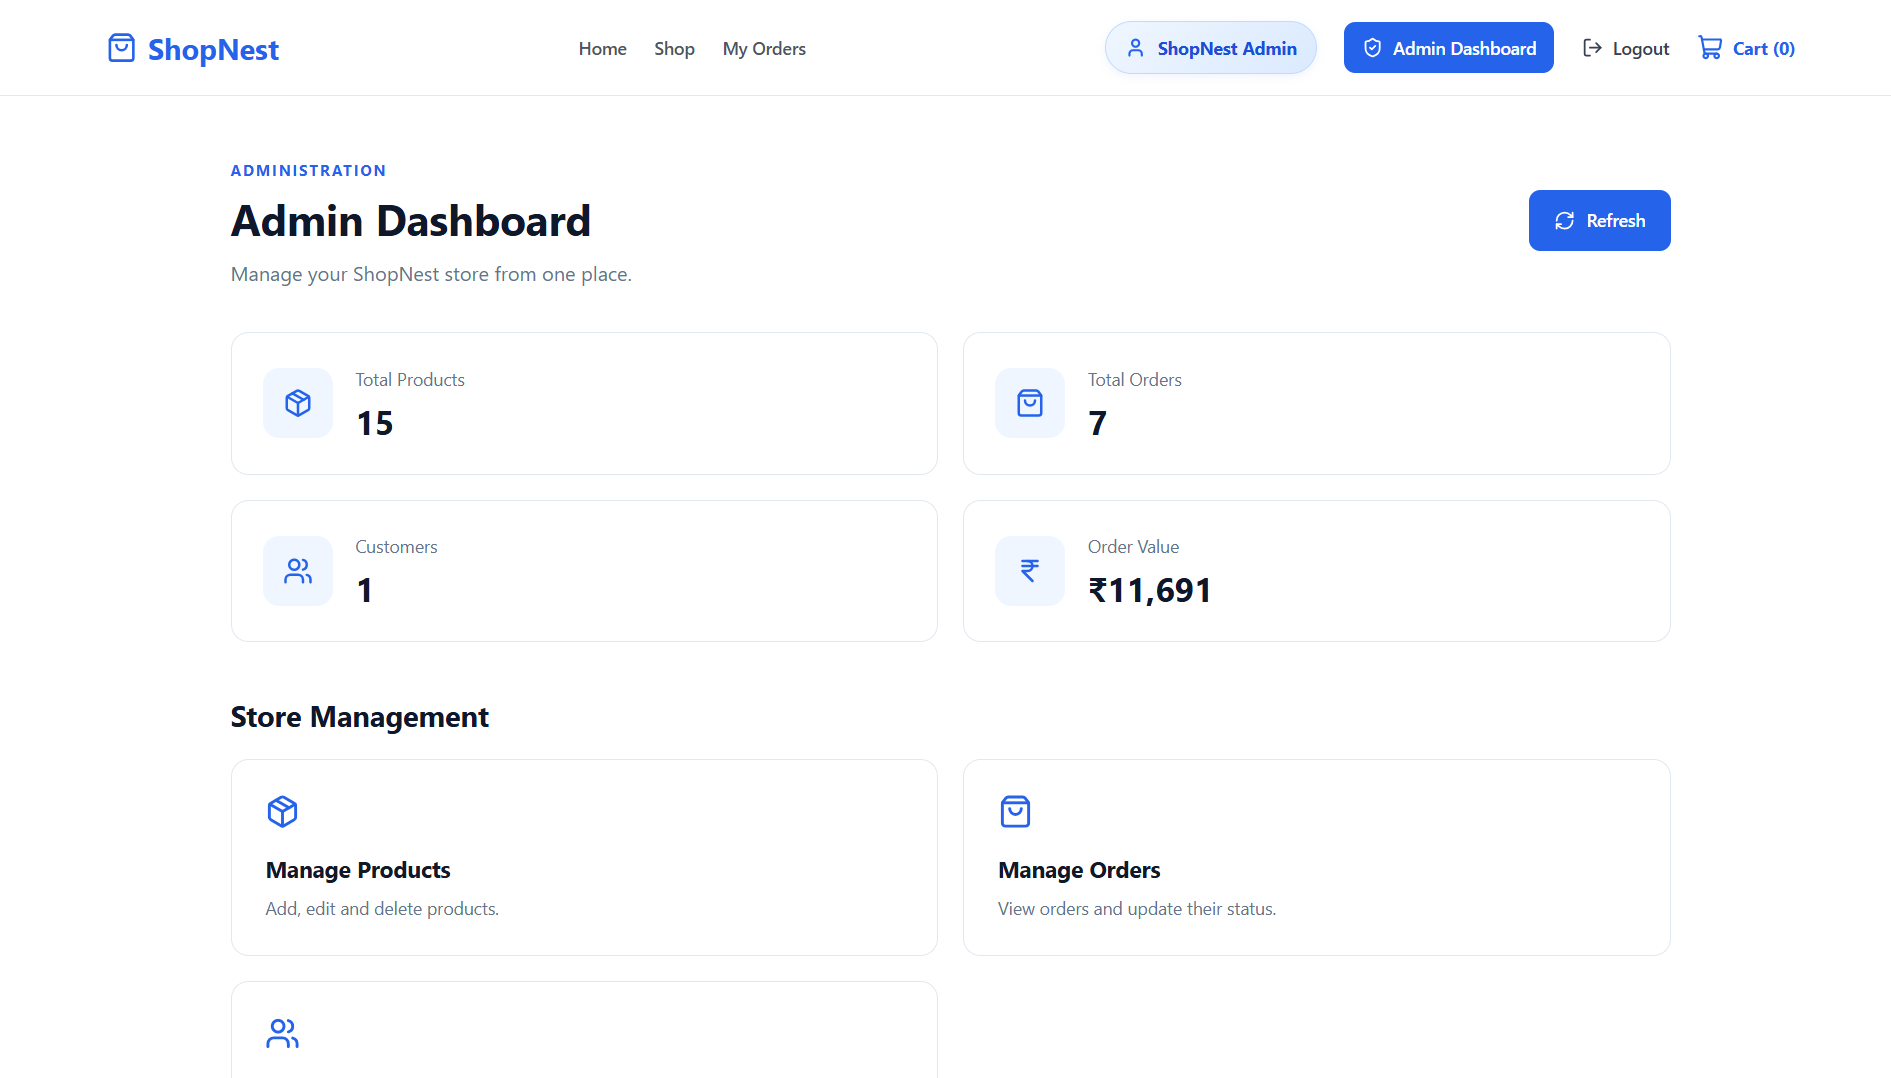 ShopNest
Home
Shop
My Orders
ShopNest Admin
Admin Dashboard
Logout
Cart (0)
ADMINISTRATION
Admin Dashboard
Manage your ShopNest store from one place.
Refresh
Total Products
15
Total Orders
7
Customers
1
Order Value
₹11,691
Store Management
Manage Products
Add, edit and delete products.
Manage Orders
View orders and update their status.